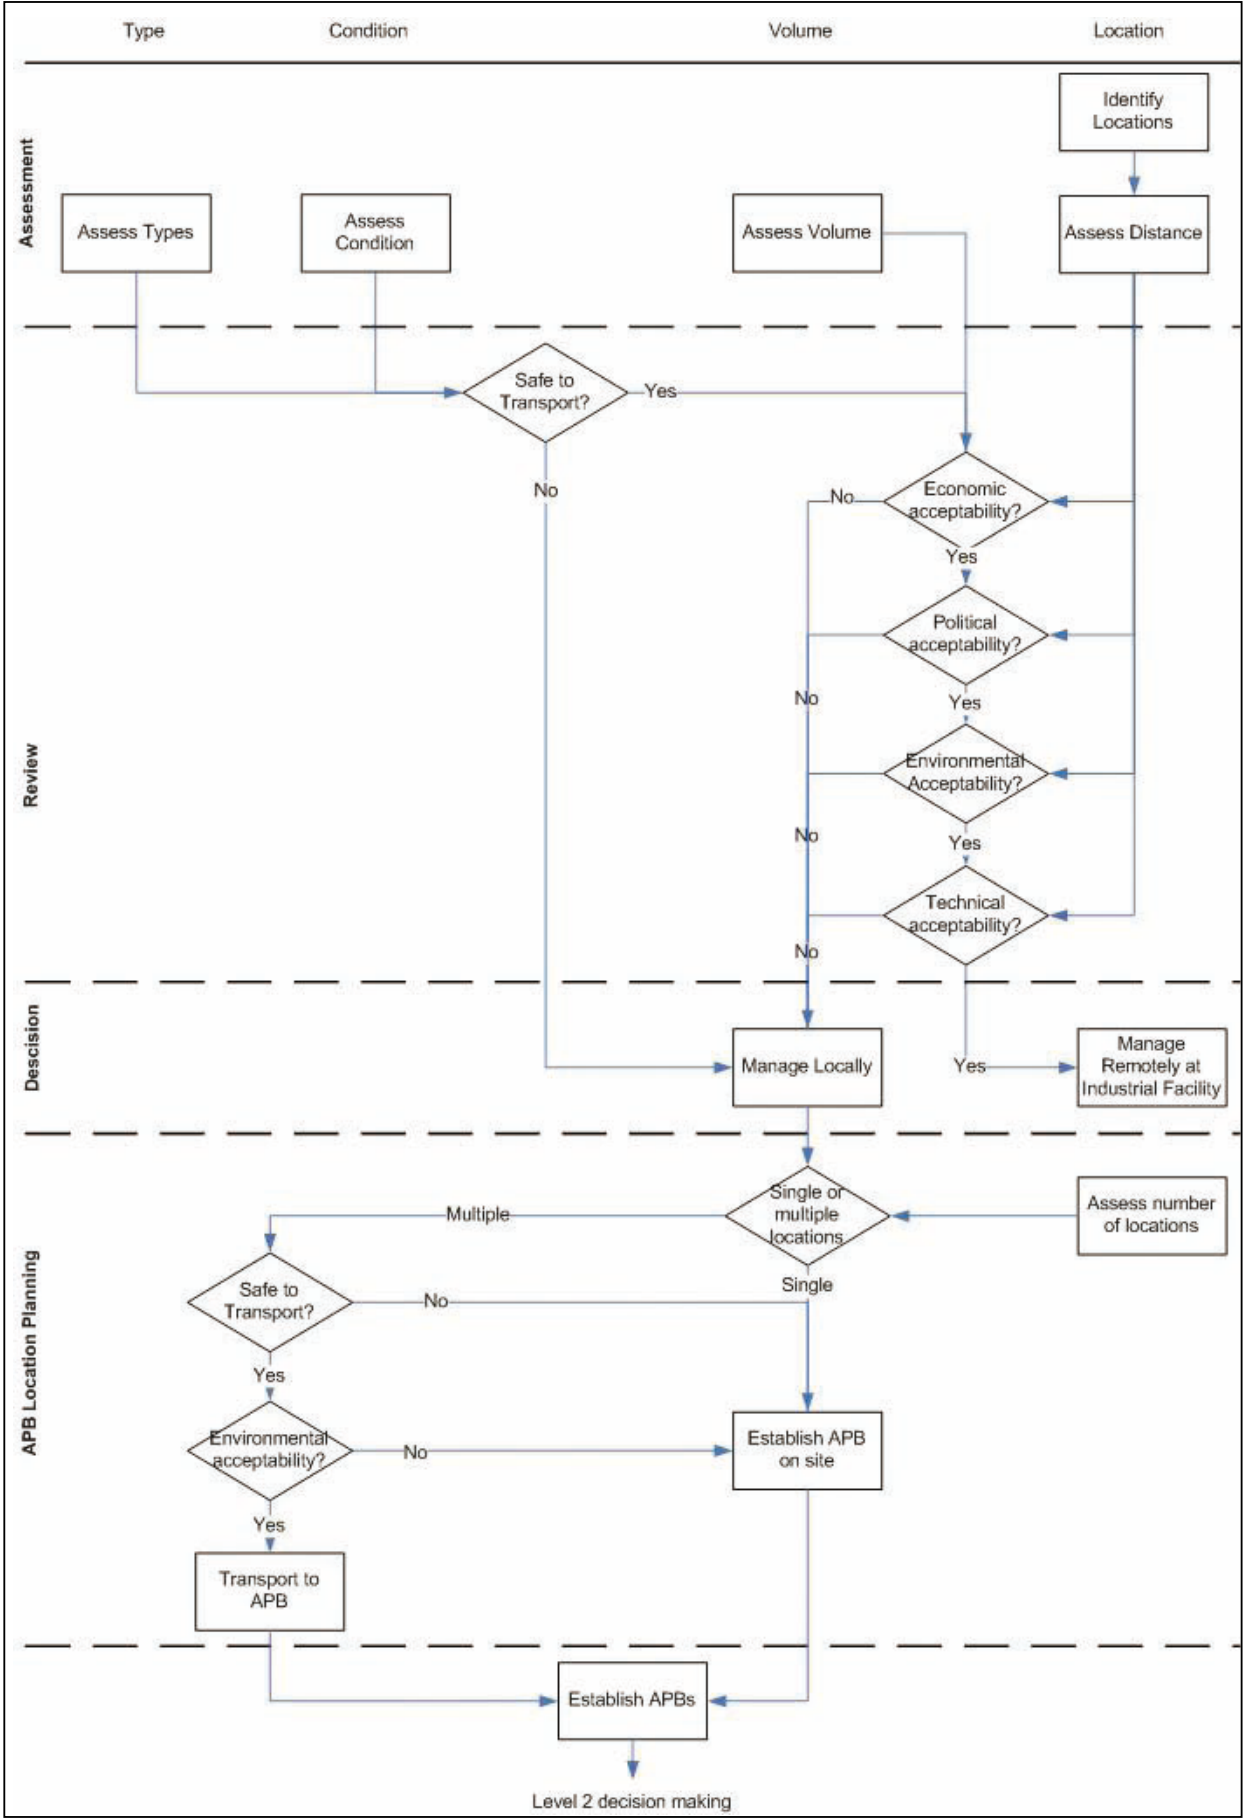 Type
Condition
Volume
Location
Assessment
Identify
Locations
Assess Types
Assess
Condition
Assess Volume
Assess Distance
Review
Safe to
Transport?
Yes
No
Economic
acceptability?
No
Yes
Political
acceptability?
No
Yes
Environmental
Acceptability?
No
Yes
Technical
acceptability?
No
Descision
Manage Locally
Yes
Manage
Remotely at
Industrial Facility
APB Location Planning
Single or
multiple
locations
Assess number
of locations
Multiple
Single
Safe to
Transport?
No
Yes
Environmental
acceptability?
No
Establish APB
on site
Yes
Transport to
APB
Establish APBs
Level 2 decision making